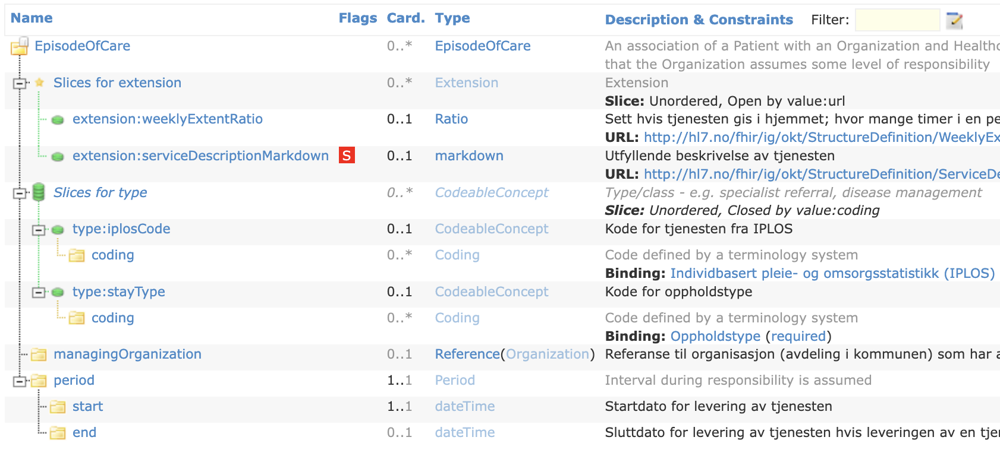 Name Flags Card. Type Description & Constraints Filter:
EpisodeOfCare 0..* EpisodeOfCare An association of a Patient with an Organization and
that the Organization assumes some level of responsibility
Slices for extension 0..* Extension Extension
Slice: Unordered, Open by value:url
extension:weeklyExtentRatio 0..1 Ratio Sett hvis tjenesten gis i hjemmet; hvor mange timer i en
URL: http://hl7.no/fhir/ig/okt/StructureDefinition/WeeklyEx
extension:serviceDescriptionMarkdown S 0..1 markdown Utfyllende beskrivelse av tjenesten
URL: http://hl7.no/fhir/ig/okt/StructureDefinition/ServiceDe
Slices for type 0..* CodeableConcept Type/class - e.g. specialist referral, disease management
Slice: Unordered, Closed by value:coding
type:iplosCode 0..1 CodeableConcept Kode for tjenesten fra IPLOS
coding 0..* Coding Code defined by a terminology system
Binding: Individbasert pleie- og omsorgsstatistikk (IPLOS)
type:stayType 0..1 CodeableConcept Kode for oppholdstype
coding 0..* Coding Code defined by a terminology system
Binding: Oppholdstype (required)
managingOrganization 0..1 Reference(Organization) Referanse til organisasjon (avdeling i kommunen) som har
period 1..1 Period Interval during responsibility is assumed
start 1..1 dateTime Startdato for levering av tjenesten
end 0..1 dateTime Sluttdato for levering av tjenesten hvis leveringen av en